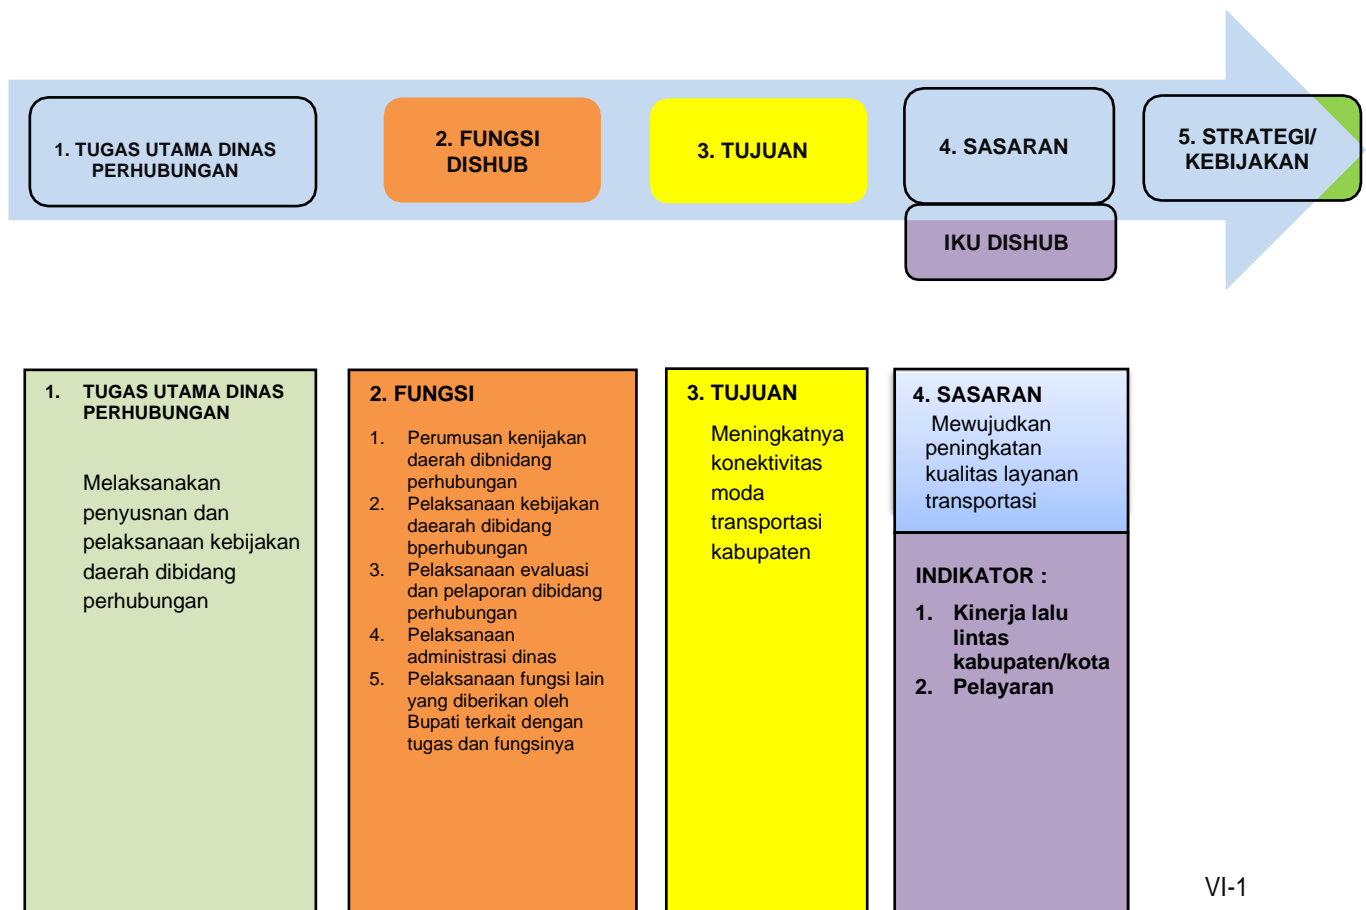 1. TUGAS UTAMA DINAS
PERHUBUNGAN
2. FUNGSI
DISHUB
3. TUJUAN
4. SASARAN
5. STRATEGI/
KEBIJAKAN
IKU DISHUB
1. TUGAS UTAMA DINAS
PERHUBUNGAN
Melaksanakan
penyusnan dan
pelaksanaan kebijakan
daerah dibidang
perhubungan
2. FUNGSI
1. Perumusan kenijakan
daerah dibnidang
perhubungan
2. Pelaksanaan kebijakan
daearah dibidang
bperhubungan
3. Pelaksanaan evaluasi
dan pelaporan dibidang
perhubungan
4. Pelaksanaan
administrasi dinas
5. Pelaksanaan fungsi lain
yang diberikan oleh
Bupati terkait dengan
tugas dan fungsinya
3. TUJUAN
Meningkatnya
konektivitas
moda
transportasi
kabupaten
4. SASARAN
Mewujudkan
peningkatan
kualitas layanan
transportasi
INDIKATOR :
1. Kinerja lalu
lintas
kabupaten/kota
2. Pelayaran
VI-1